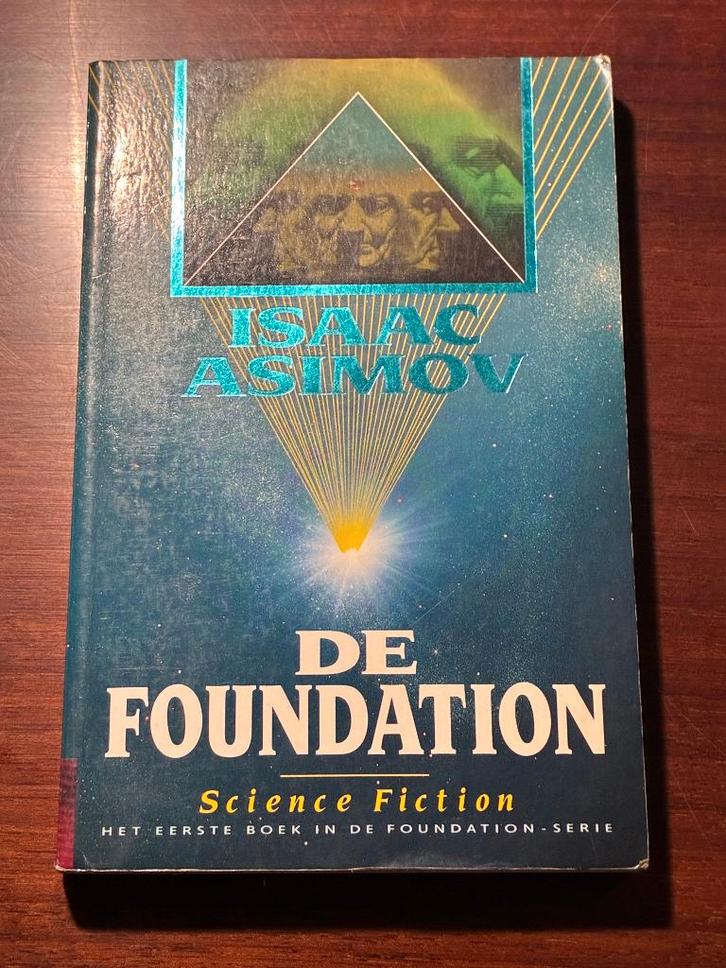 ISAAC
ASIMOV
DE
FOUNDATION
Science Fiction
HET EERSTE BOEK IN DE FOUNDATION-SERIE